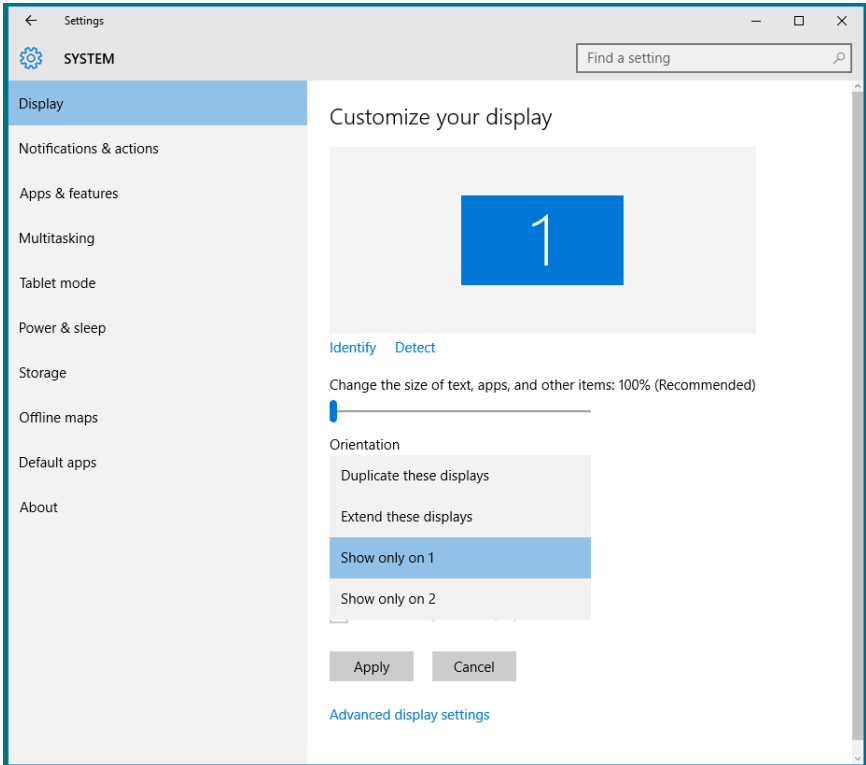 Settings
SYSTEM
Find a setting
Display
Notifications & actions
Apps & features
Multitasking
Tablet mode
Power & sleep
Storage
Offline maps
Default apps
About
Customize your display
1
Identify Detect
Change the size of text, apps, and other items: 100% (Recommended)
Orientation
Duplicate these displays
Extend these displays
Show only on 1
Show only on 2
Apply Cancel
Advanced display settings